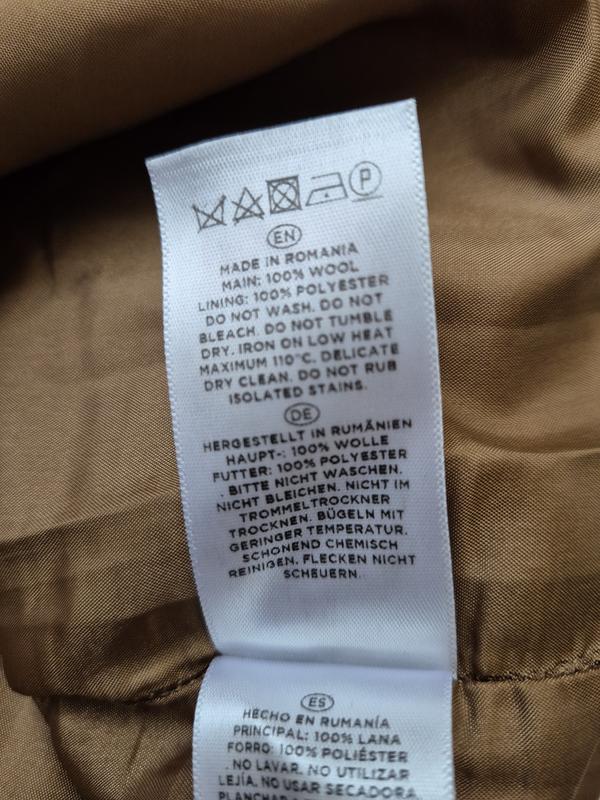 P
EN
MADE IN ROMANIA
MAIN: 100% WOOL
LINING: 100% POLYESTER
DO NOT WASH. DO NOT
BLEACH. DO NOT TUMBLE
DRY. IRON ON LOW HEAT
MAXIMUM 110°C. DELICATE
DRY CLEAN. DO NOT RUB
ISOLATED STAINS.
DE
HERGESTELLT IN RUMÄNIEN
HAUPT-: 100% WOLLE
FUTTER: 100% POLYESTER
. BITTE NICHT WASCHEN.
NICHT BLEICHEN. NICHT IM
TROMMELTROCKNER
TROCKNEN. BÜGELN MIT
GERINGER TEMPERATUR.
SCHONEND CHEMISCH
REINIGEN. FLECKEN NICHT
SCHEUERN.
ES
HECHO EN RUMANÍA
PRINCIPAL: 100% LANA
FORRO: 100% POLIÉSTER
. NO LAVAR. NO UTILIZAR
LEJÍA. NO USAR SECADORA.